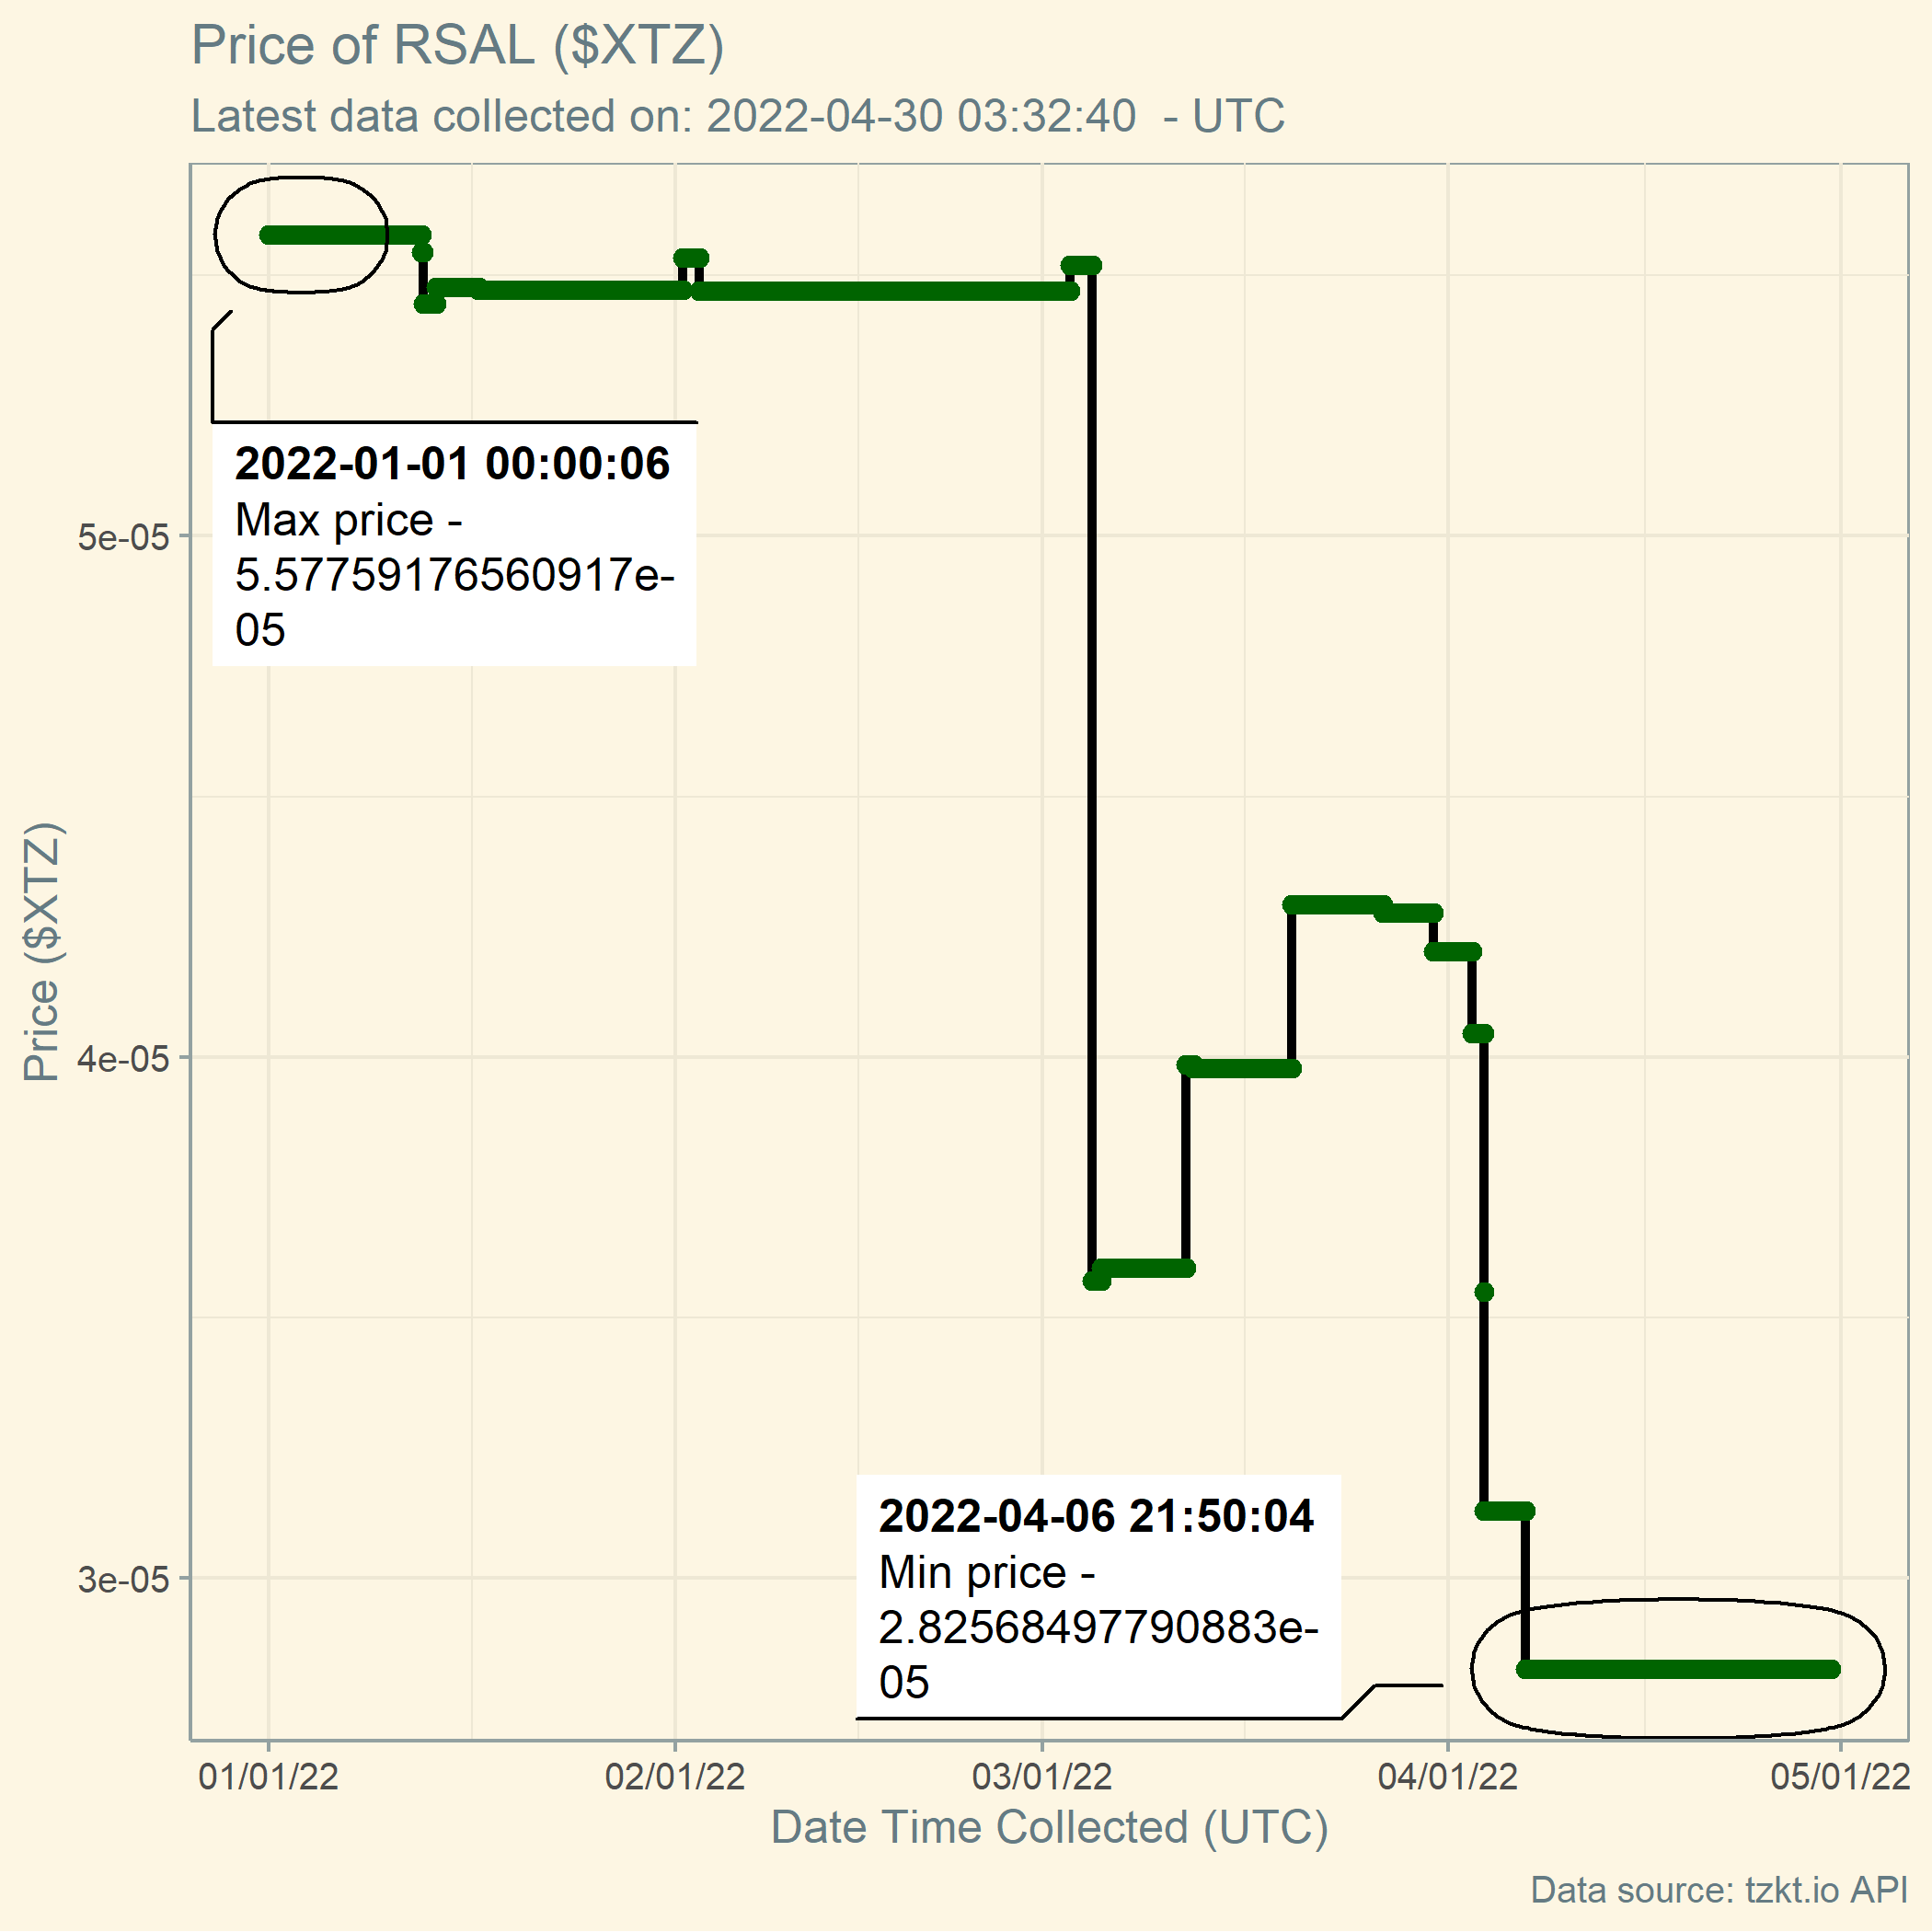 Price of RSAL ($XTZ)
Latest data collected on: 2022-04-30 03:32:40  - UTC
2022-01-01 00:00:06
Max price -
5.57759176560917e-
05
5e-05
Price ($XTZ)
4e-05
2022-04-06 21:50:04
Min price -
2.82568497790883e-
05
3e-05
01/01/22
02/01/22
03/01/22
04/01/22
05/01/22
Date Time Collected (UTC)
Data source: tzkt.io API